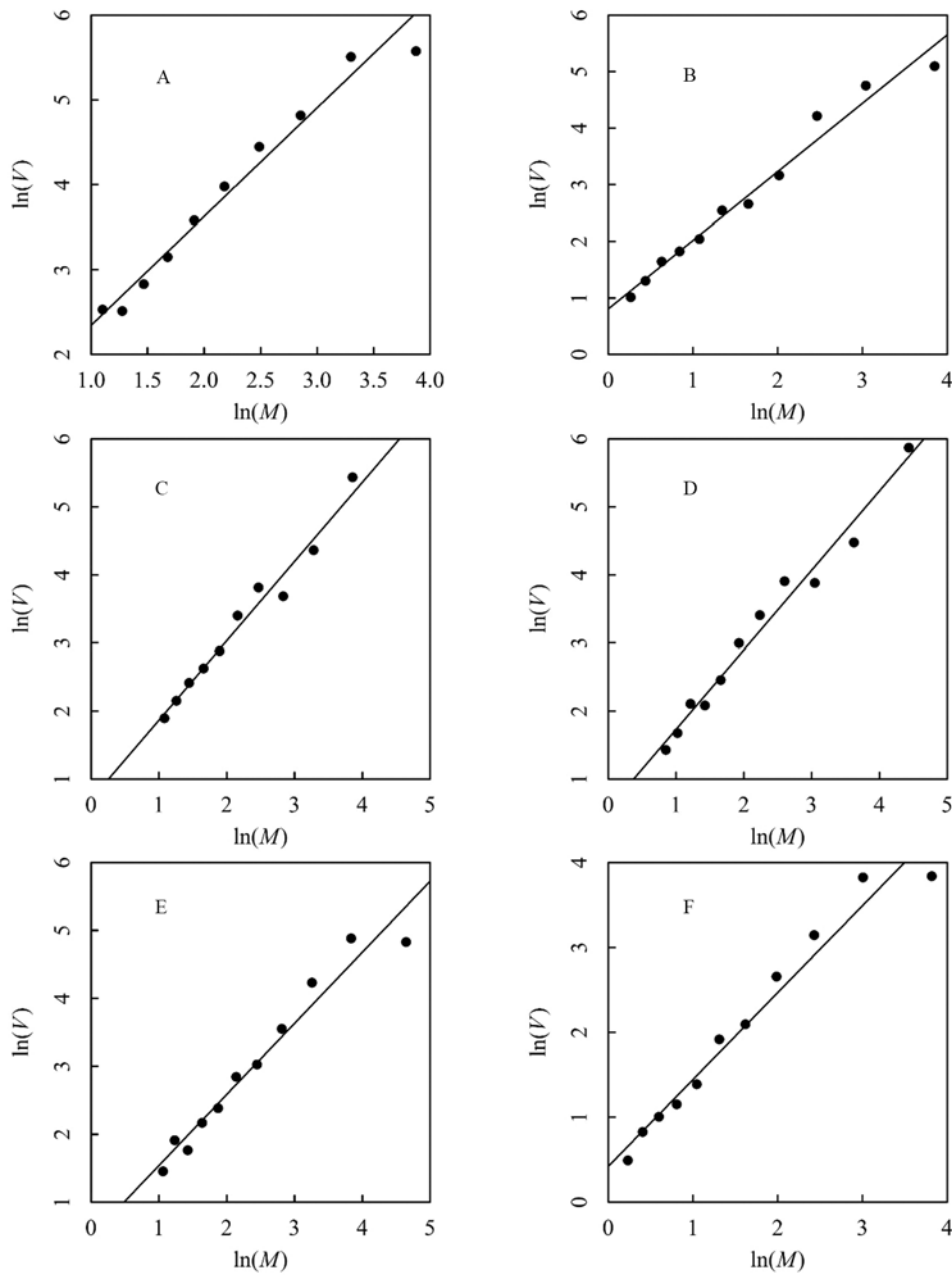 6 6
A B
5
5 4
ln(V) ln(V)
4 3
2
3
1
2 0
1.0 1.5 2.0 2.5 3.0 3.5 4.0 0 1 2 3 4
ln(M) ln(M)
6 6
C D
5 5
4 4
ln(V) ln(V)
3 3
2 2
1 1
0 1 2 3 4 5 0 1 2 3 4 5
ln(M) ln(M)
6 4
E F
5
3
4
ln(V) ln(V)
2
3
1
2
1 0
0 1 2 3 4 5 0 1 2 3 4
ln(M) ln(M)